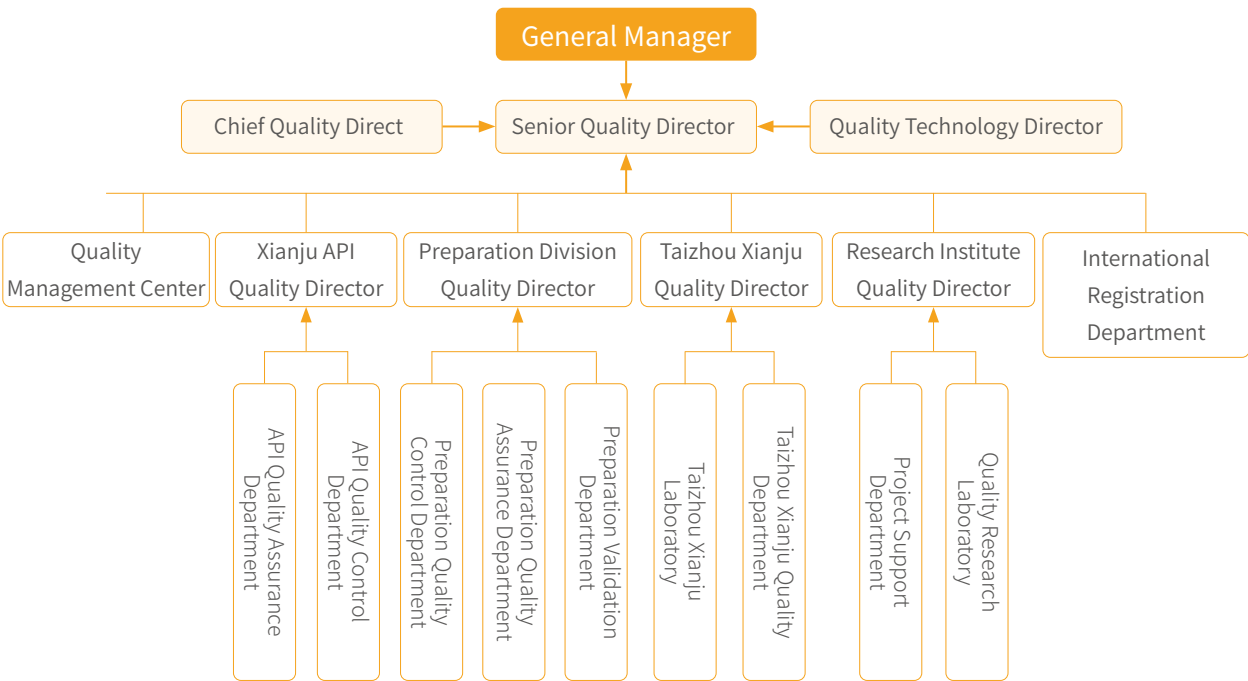 General Manager
Chief Quality Direct
Senior Quality Director
Quality Technology Director
Quality
Management Center
Xianju API
Quality Director
Preparation Division
Quality Director
Taizhou Xianju
Quality Director
Research Institute
Quality Director
International
Registration
Department
API Quality Assurance
Department
API Quality Control
Department
Preparation Quality
Control Department
Preparation Quality
Assurance Department
Preparation Validation
Department
Taizhou Xianju
Laboratory
Taizhou Xianju Quality
Department
Project Support
Department
Quality Research
Laboratory